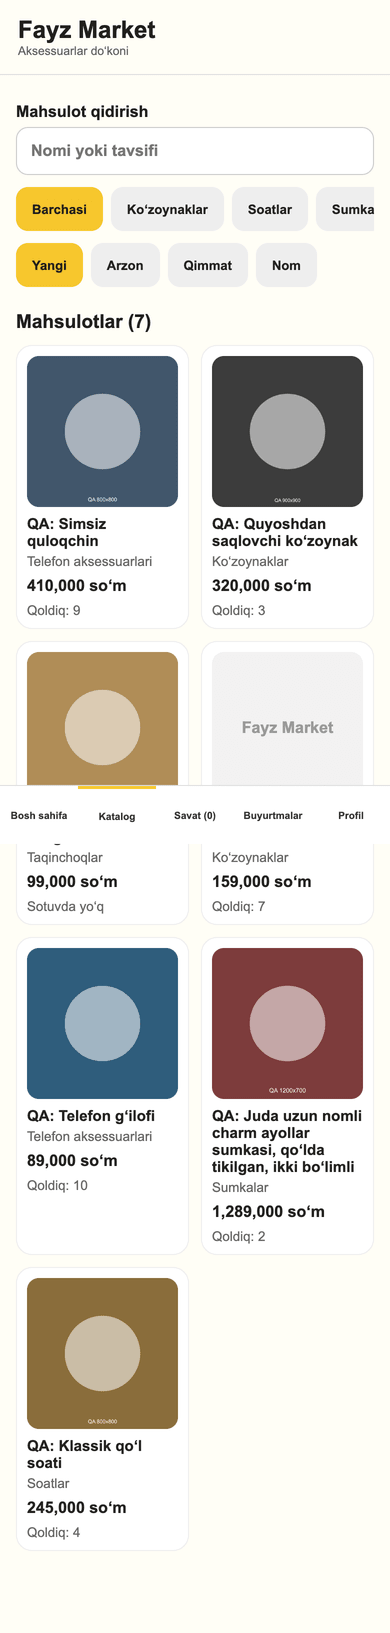 Fayz Market
Aksessuarlar do‘koni
Mahsulot qidirish
Nomi yoki tavsifi
Barchasi
Ko‘zoynaklar
Soatlar
Sumka
Yangi
Arzon
Qimmat
Nom
Mahsulotlar (7)
QA 800x800
QA: Simsiz
quloqchin
Telefon aksessuarlari
410,000 so‘m
Qoldiq: 9
QA 900x900
QA: Quyoshdan
saqlovchi ko‘zoynak
Ko‘zoynaklar
320,000 so‘m
Qoldiq: 3
Fayz Market
Bosh sahifa
Katalog
Savat (0)
Buyurtmalar
Profil
Taqinchoqlar
99,000 so‘m
Sotuvda yo‘q
Ko‘zoynaklar
159,000 so‘m
Qoldiq: 7
QA: Telefon g‘ilofi
Telefon aksessuarlari
89,000 so‘m
Qoldiq: 10
QA 1200x700
QA: Juda uzun nomli
charm ayollar
sumkasi, qo‘lda
tikilgan, ikki bo‘limli
Sumkalar
1,289,000 so‘m
Qoldiq: 2
QA 800x800
QA: Klassik qo‘l
soati
Soatlar
245,000 so‘m
Qoldiq: 4